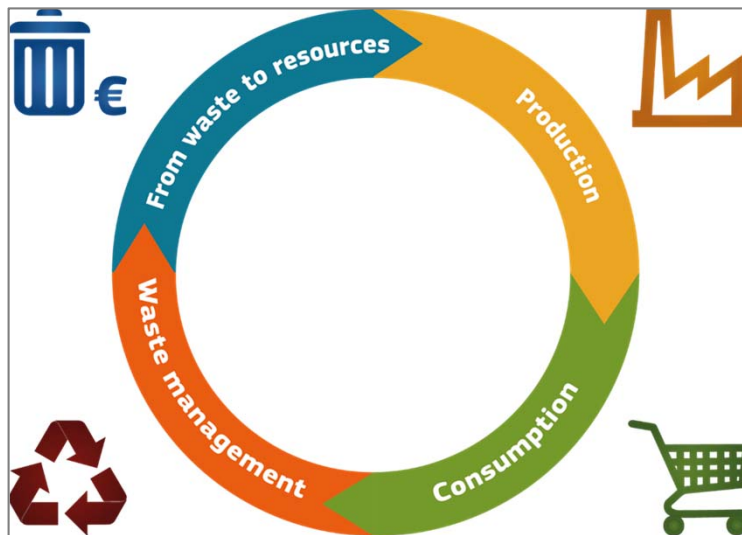 From waste to resources
€
Production
Waste management
Consumption